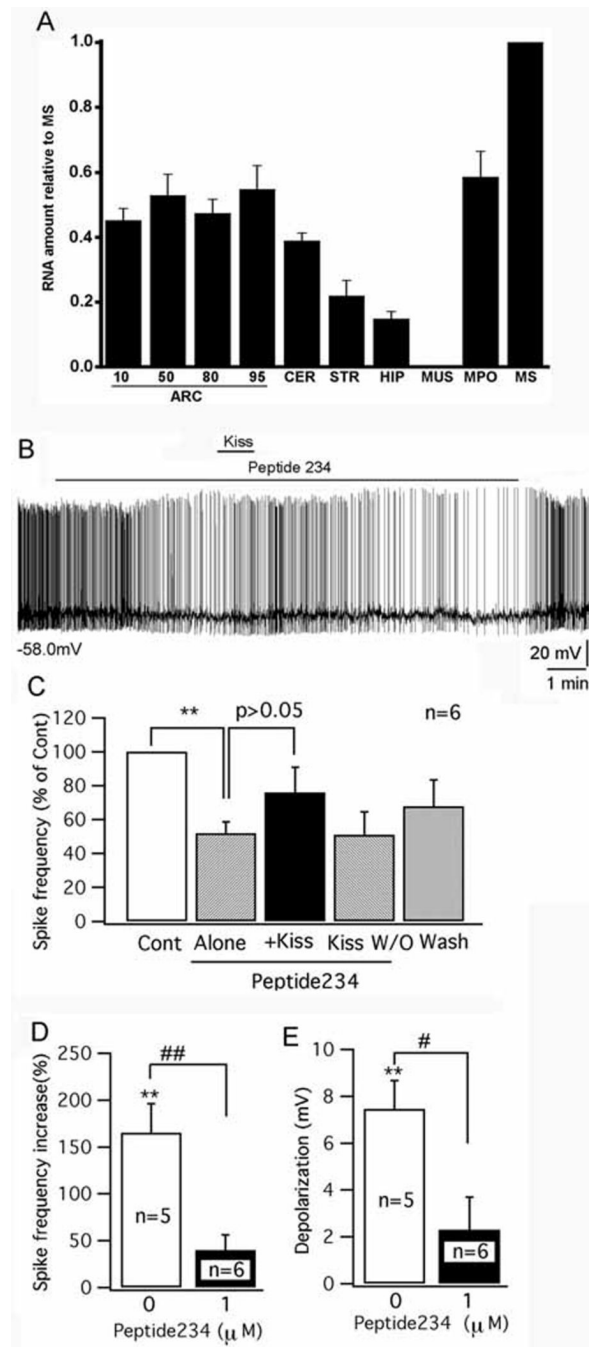 A
RNA amount relative to MS
1.0
0.8
0.6
0.4
0.2
0.0
10 50 80 95 CER STR HIP MUS MPO MS
ARC
B
Kiss
Peptide 234
-58.0mV
20 mV
1 min
C
Spike frequency (% of Cont)
120
100
80
60
40
20
0
** p>0.05 n=6
Cont Alone +Kiss Kiss W/O Wash
Peptide234
D
Spike frequency increase(%)
250
200
150
100
50
0
##
**
n=5
n=6
0 1
Peptide234 (μ M)
E
Depolarization (mV)
10
8
6
4
2
0
#
**
n=5
n=6
0 1
Peptide234 (μ M)